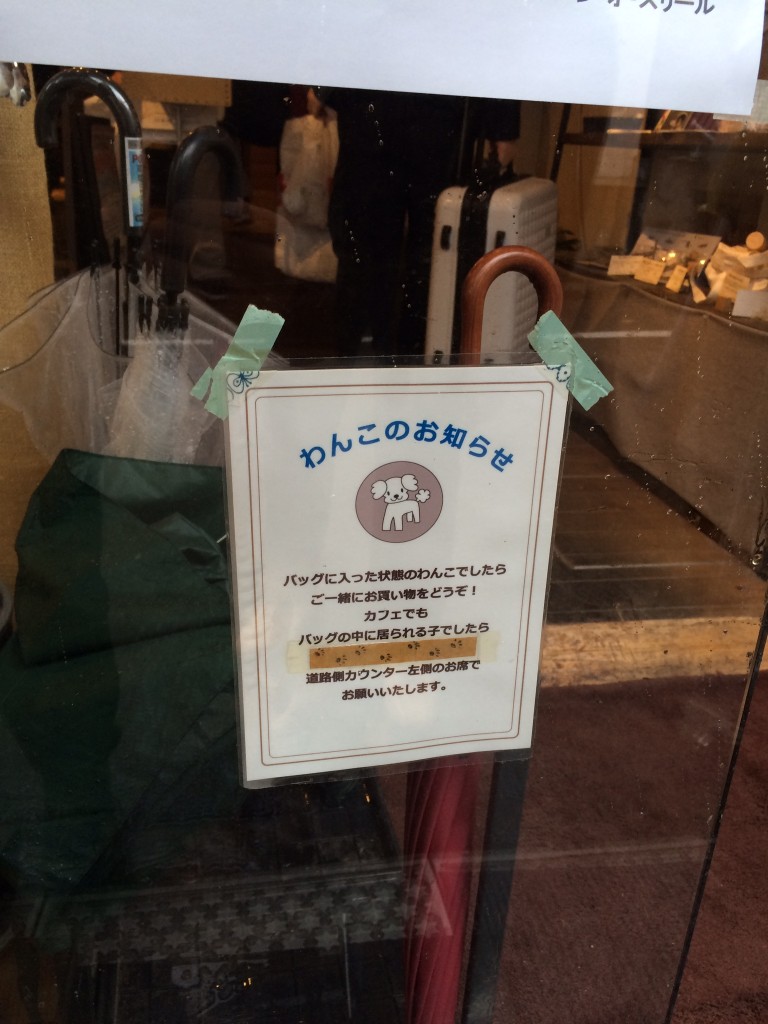 わんこのお知らせ
バッグに入った状態のわんこでしたら
ご一緒にお買い物をどうぞ！
カフェでも
バッグの中に居られる子でしたら
道路側カウンター左側のお席で
お願いいたします。